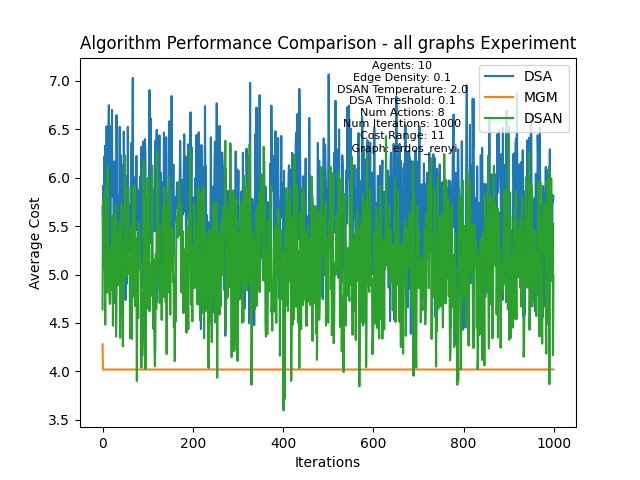 Algorithm Performance Comparison - all graphs Experiment
Agents: 10
Edge Density: 0.1
DSAN Temperature: 2.0
DSA Threshold: 0.1
Num Actions: 8
Num Iterations: 1000
Cost Range: 11
Graph: erdos_renyi
DSA
MGM
DSAN
Average Cost
7.0
6.5
6.0
5.5
5.0
4.5
4.0
3.5
0 200 400 600 800 1000
Iterations